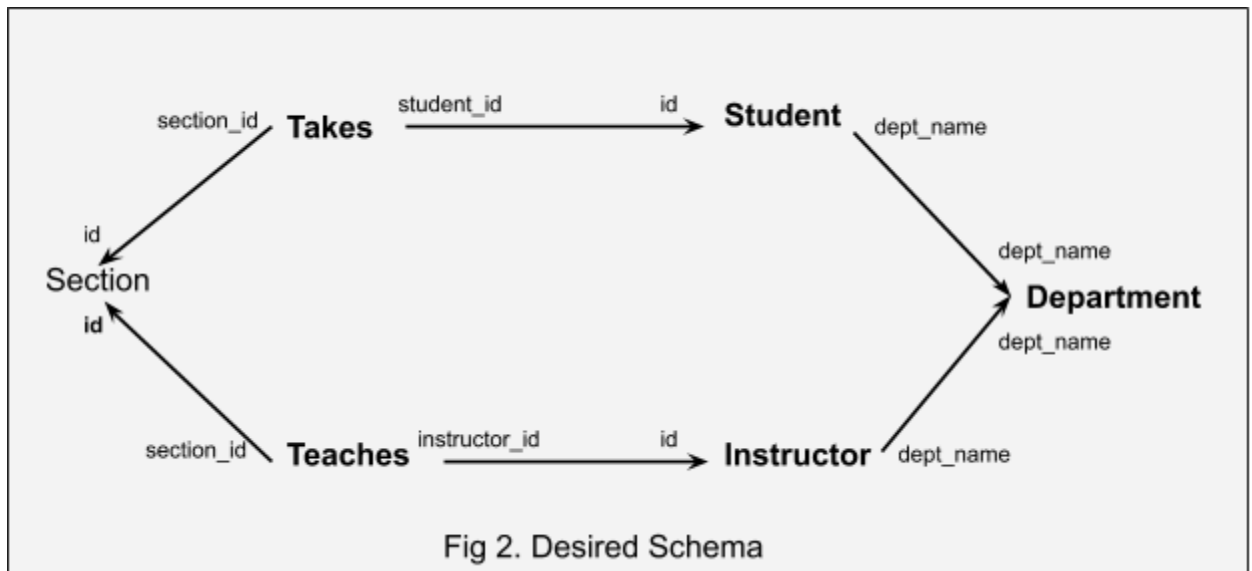 student_id id Student
section_id Takes dept_name
id
dept_name
Section
Department
id
dept_name
section_id Teaches instructor_id id Instructor dept_name
Fig 2. Desired Schema